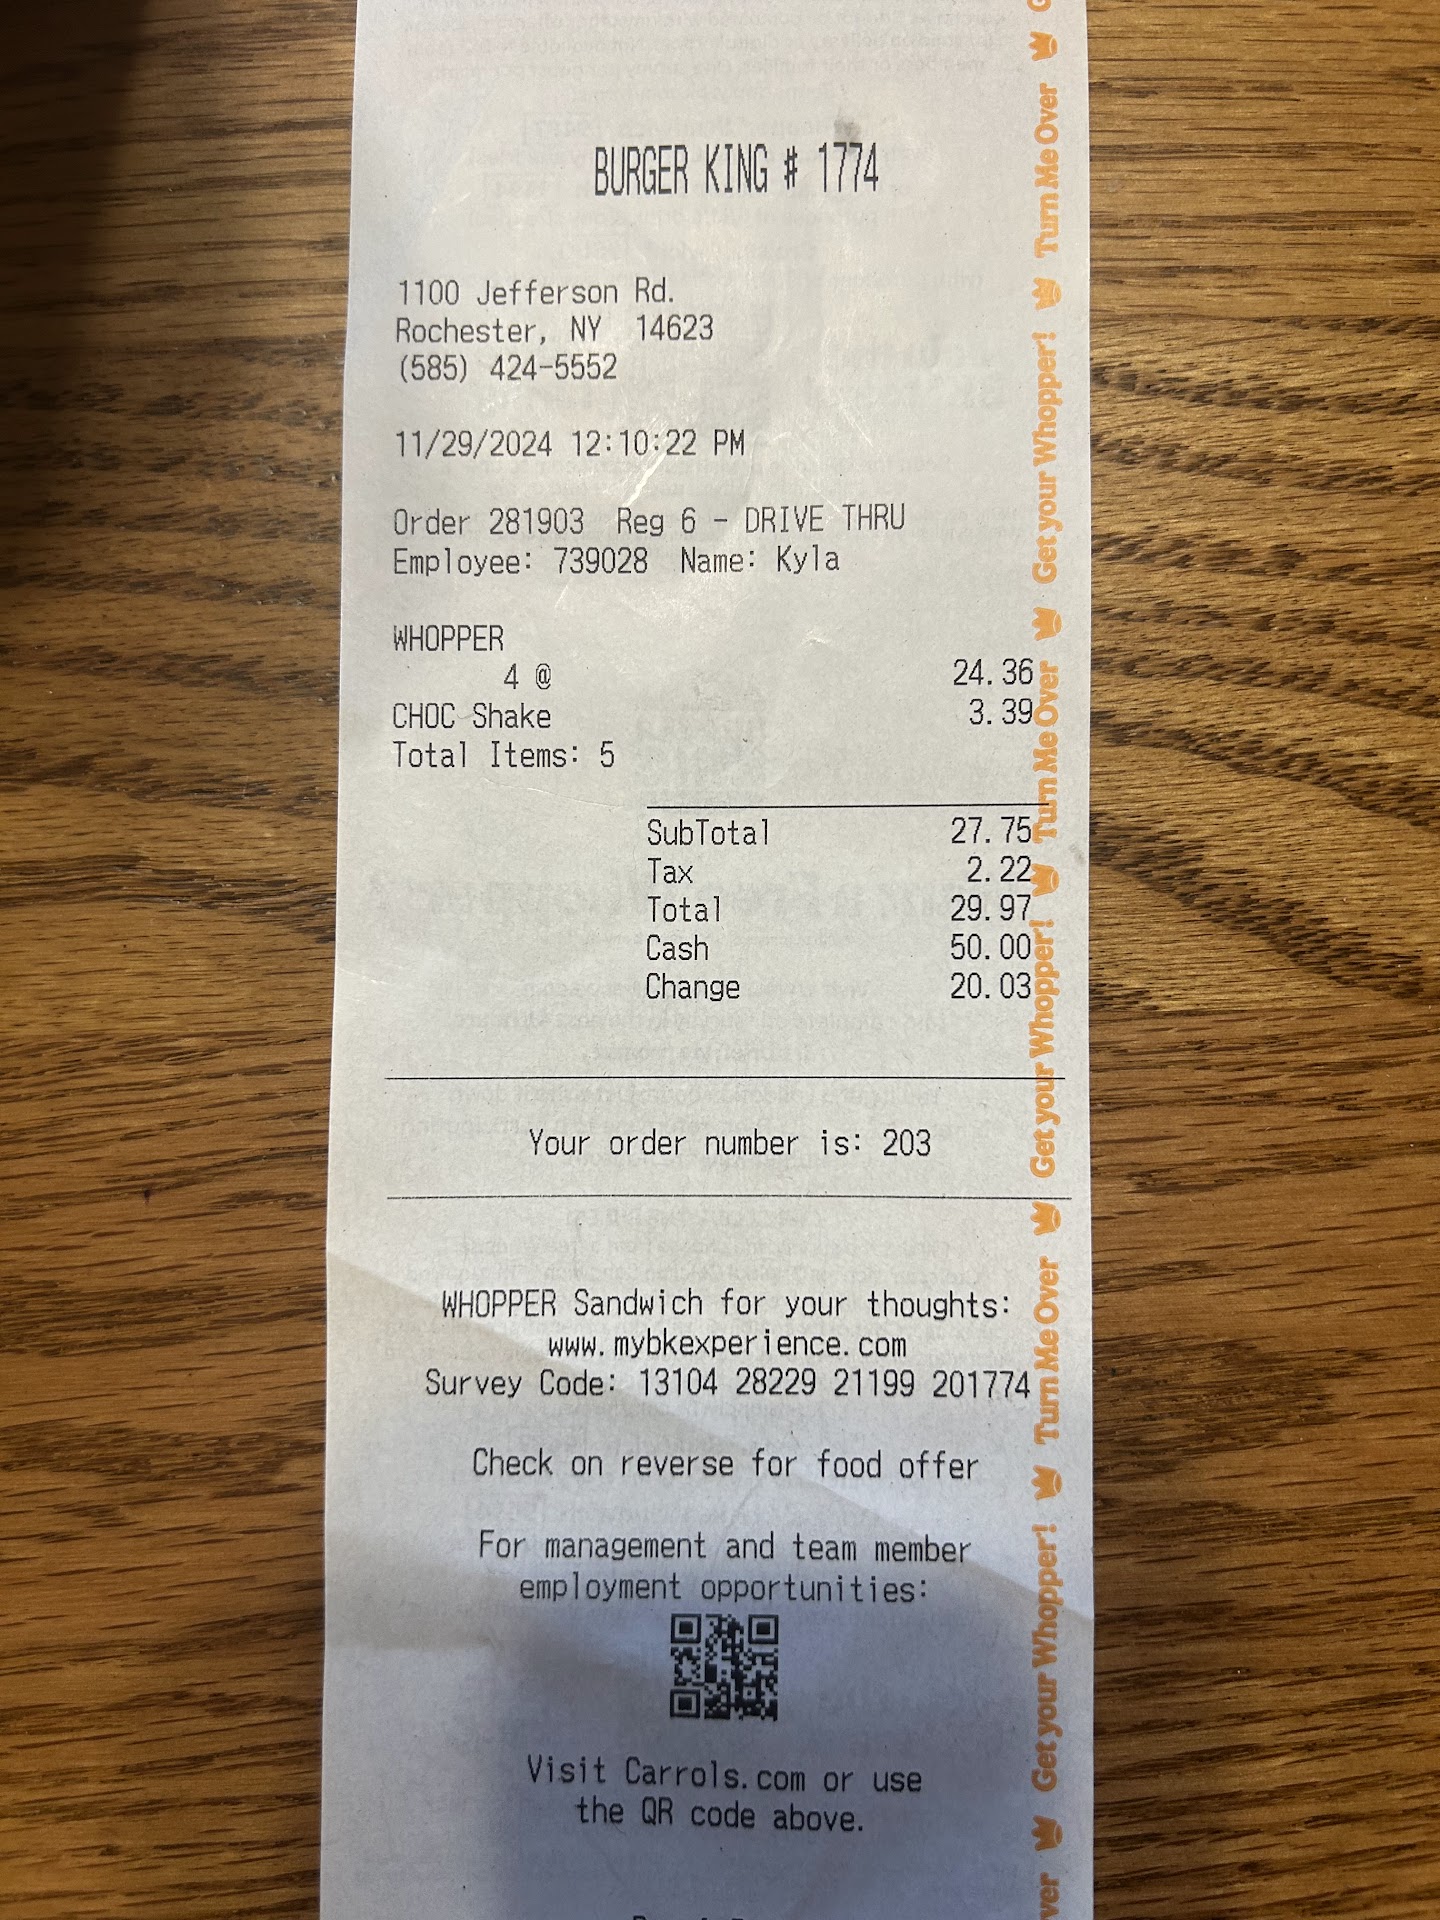 BURGER KING # 1774
1100 Jefferson Rd.
Rochester, NY 14623
(585) 424-5552
11/29/2024 12:10:22 PM
Order 281903 Reg 6 - DRIVE THRU
Employee: 739028 Name: Kyla
WHOPPER
4 @ 24.36
CHOC Shake 3.39
Total Items: 5
SubTotal 27.75
Tax 2.22
Total 29.97
Cash 50.00
Change 20.03
Your order number is: 203
WHOPPER Sandwich for your thoughts:
www.mybkexperience.com
Survey Code: 13104 28229 21199 201774
Check on reverse for food offer
For management and team member
employment opportunities:
Visit Carrols.com or use
the QR code above.
Turn Me Over
Get your Whopper!
Turn Me Over
Get your Whopper!
Turn Me Over
Get your Whopper!